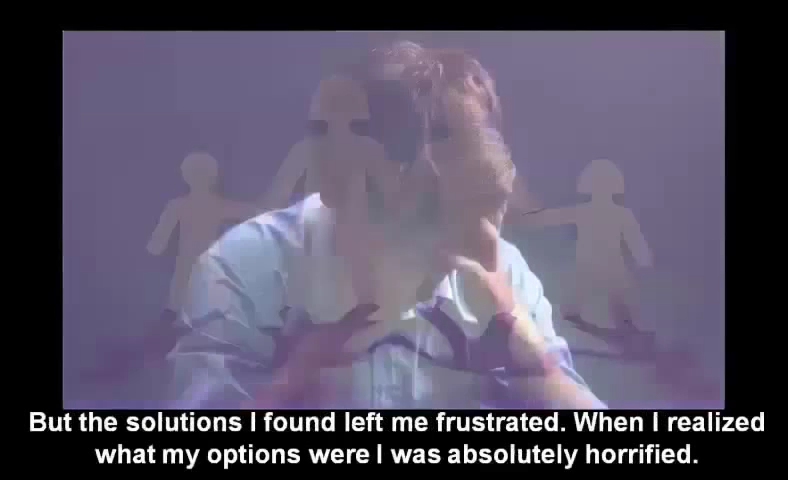 But the solutions I found left me frustrated. When I realized
what my options were I was absolutely horrified.